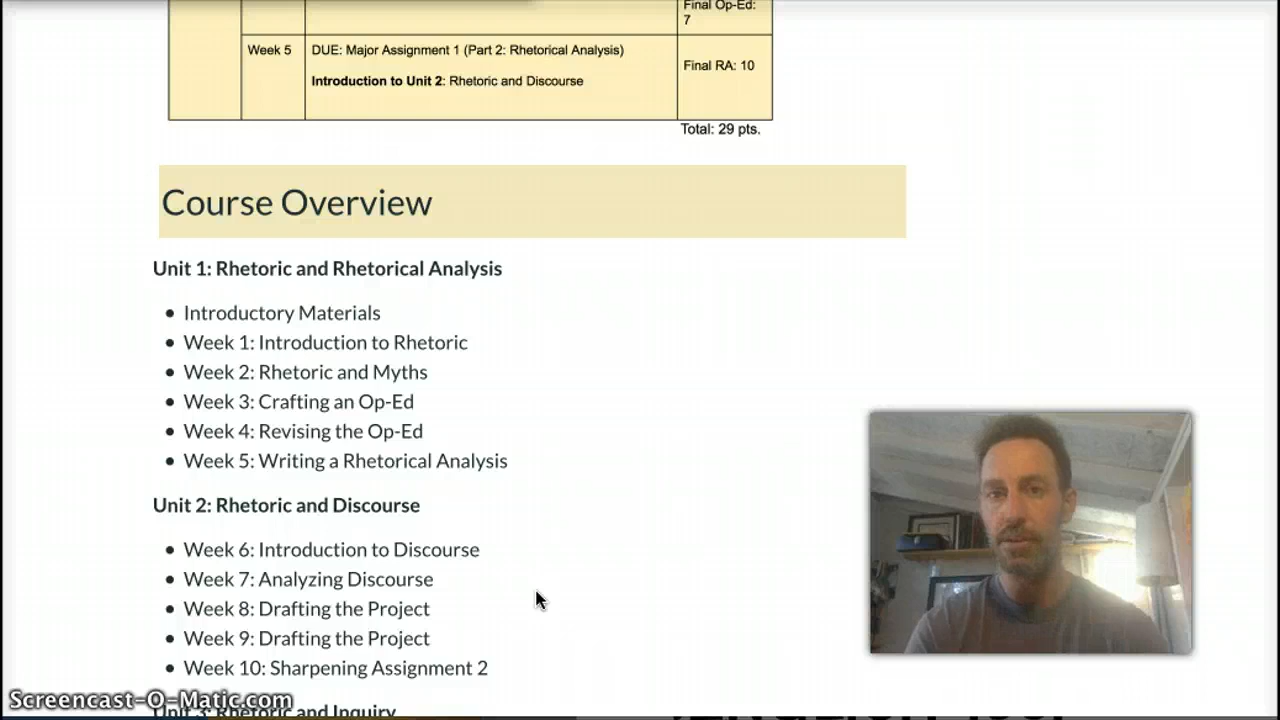 Final Op-Ed:
7
Week 5
DUE: Major Assignment 1 (Part 2: Rhetorical Analysis)
Introduction to Unit 2: Rhetoric and Discourse
Final RA: 10
Total: 29 pts.
Course Overview
Unit 1: Rhetoric and Rhetorical Analysis
• Introductory Materials
• Week 1: Introduction to Rhetoric
• Week 2: Rhetoric and Myths
• Week 3: Crafting an Op-Ed
• Week 4: Revising the Op-Ed
• Week 5: Writing a Rhetorical Analysis
Unit 2: Rhetoric and Discourse
• Week 6: Introduction to Discourse
• Week 7: Analyzing Discourse
• Week 8: Drafting the Project
• Week 9: Drafting the Project
• Week 10: Sharpening Assignment 2
Unit 3: Rhetoric and Inquiry
Screencast-O-Matic.com